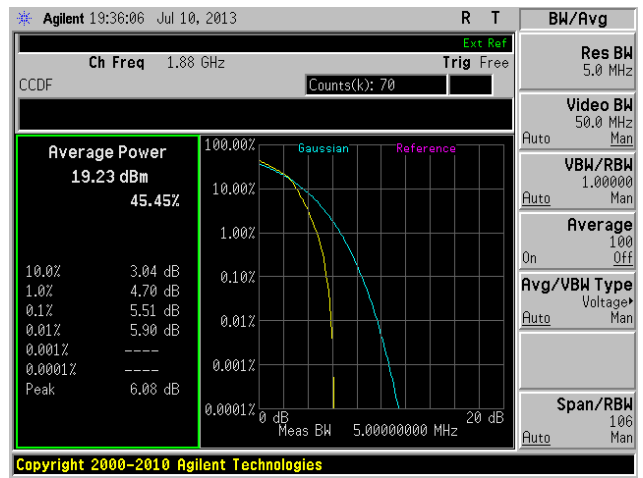 Agilent 19:36:06 Jul 10, 2013 R T
Ext Ref
Ch Freq 1.88 GHz Trig Free
CCDF Counts(k): 70
Average Power
19.23 dBm
45.45%
10.0% 3.04 dB
1.0% 4.70 dB
0.1% 5.51 dB
0.01% 5.90 dB
0.001% ----
0.0001% ----
Peak 6.08 dB
100.00% Gaussian Reference
10.00%
1.00%
0.10%
0.01%
0.001%
0.0001%
0 dB 20 dB
Meas BW 5.00000000 MHz
BW/Avg
Res BW
5.0 MHz
Video BW
50.0 MHz
Auto Man
VBW/RBW
1.00000
Auto Man
Average
100
On Off
Avg/VBW Type
Voltage
Auto Man
Span/RBW
106
Auto Man
Copyright 2000-2010 Agilent Technologies